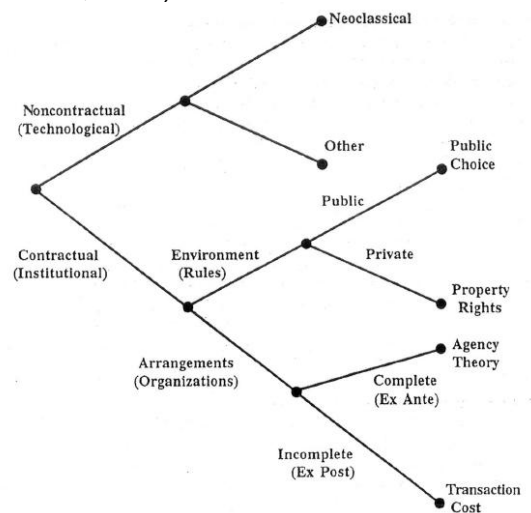 Neoclassical
Noncontractual
(Technological)
Other
Public
Choice
Public
Contractual
(Institutional)
Environment
(Rules)
Private
Property
Rights
Agency
Theory
Arrangements
(Organizations)
Complete
(Ex Ante)
Incomplete
(Ex Post)
Transaction
Cost